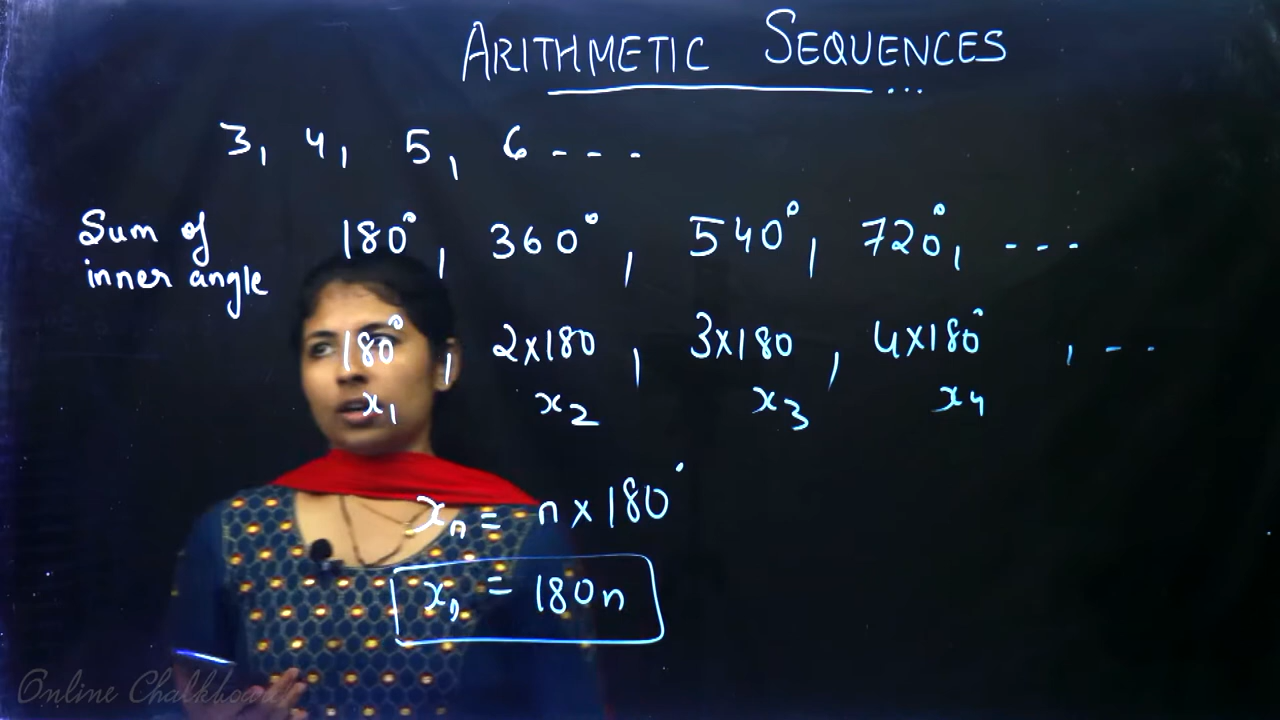 ARITHMETIC SEQUENCES ...
3, 4, 5, 6 - - -
Sum of inner angle 180°, 360°, 540°, 720°, - - -
180°, 2x180, 3x180, 4x180°, - -
x₁ x₂ x₃ x₄
xₙ = n x 180°
xₙ = 180n
Online Chalkboard